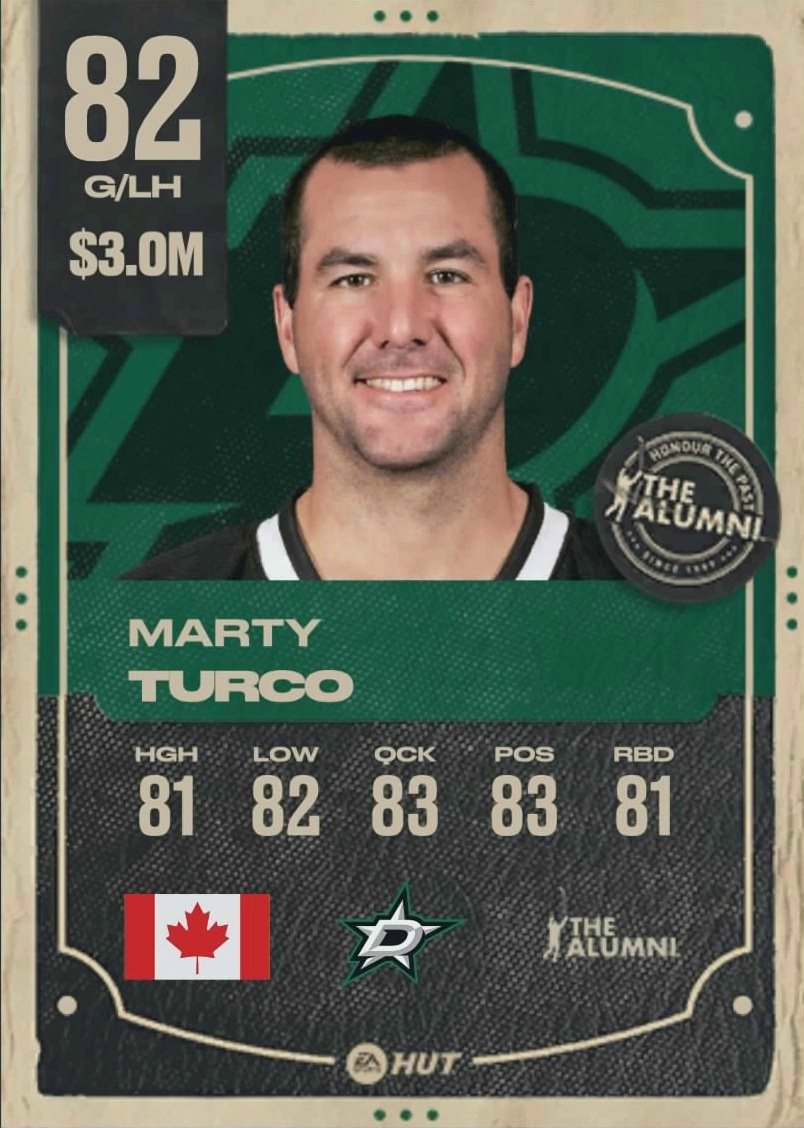 82
G/LH
$3.0M
HONOUR THE PAST
THE
ALUMNI
MARTY
TURCO
HGH LOW QCK POS RBD
81 82 83 83 81
D
THE
ALUMNI
EA HUT